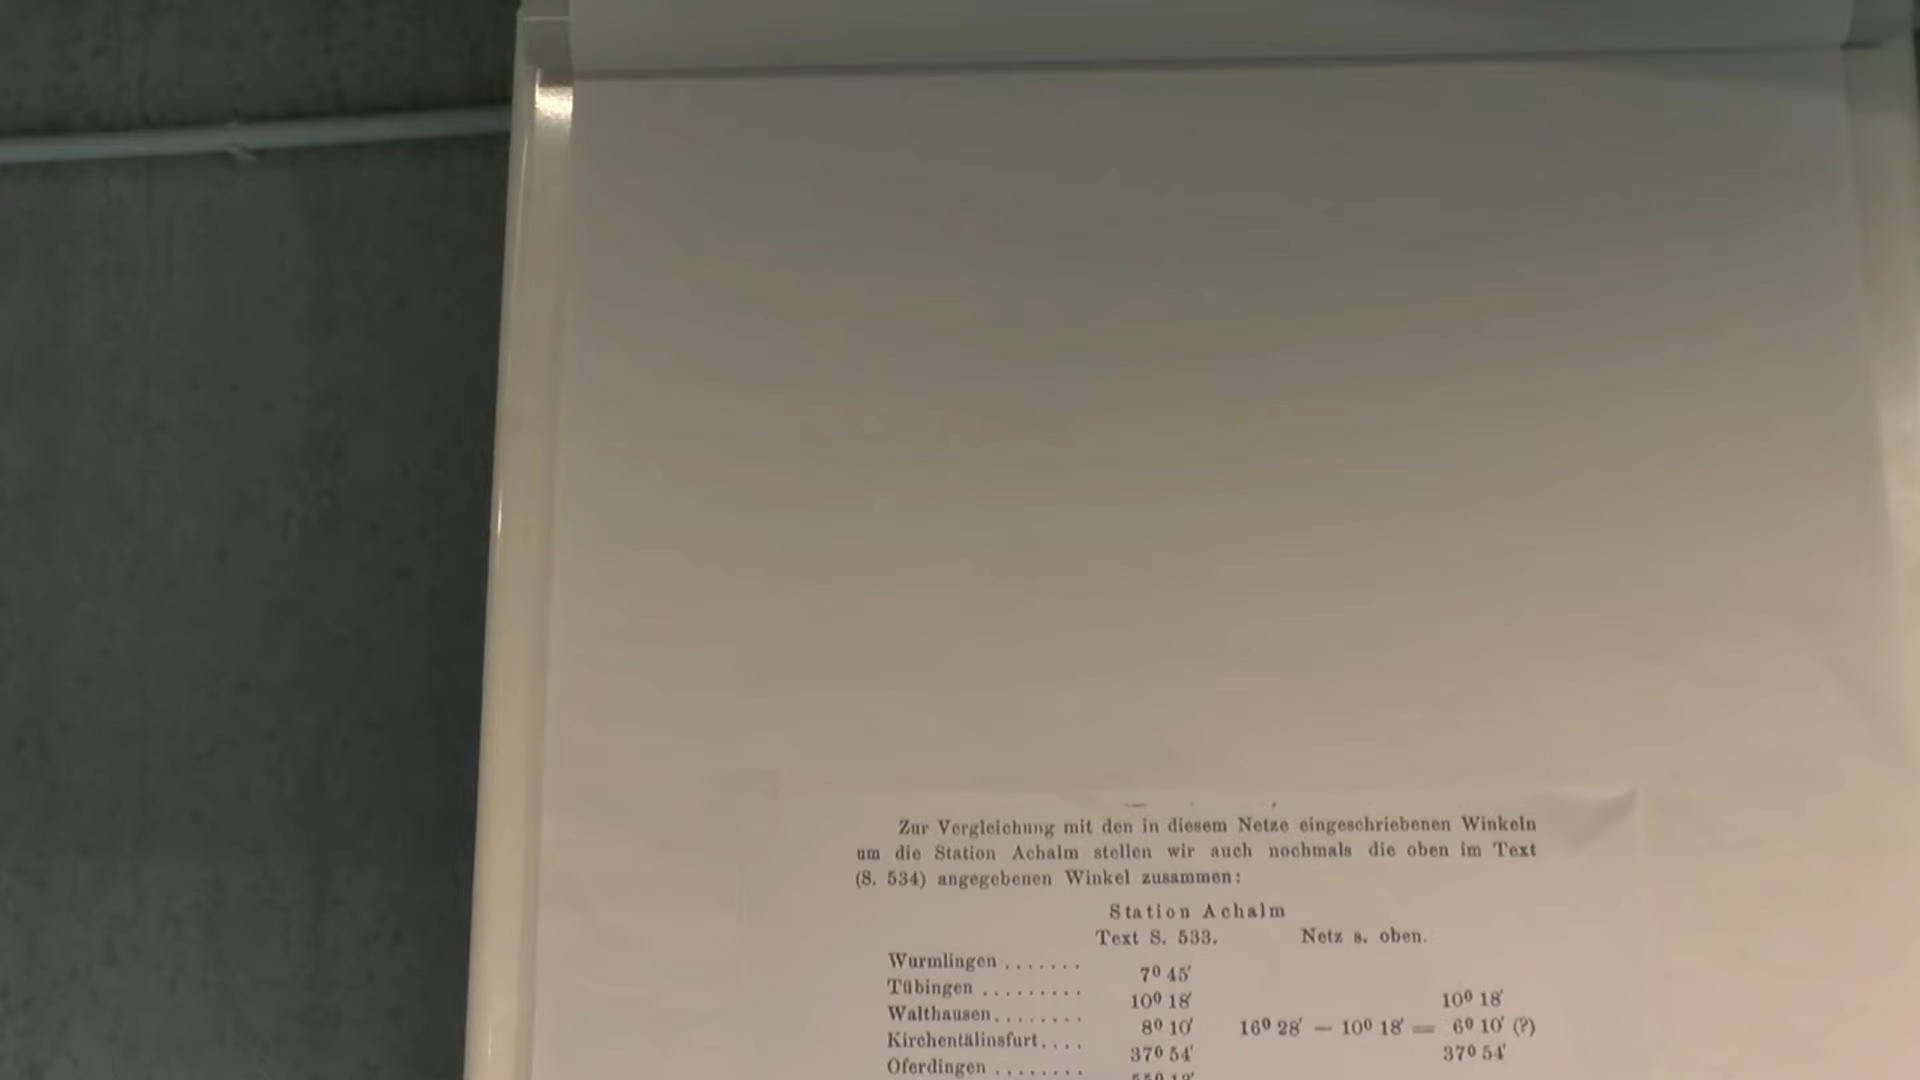 Zur Vergleichung mit den in diesem Netze eingeschriebenen Winkeln
um die Station Achalm stellen wir auch nochmals die oben im Text
(S. 534) angegebenen Winkel zusammen:
Station Achalm
Text S. 533. Netz s. oben.
Wurmlingen .......
7⁰ 45′
Tübingen .........
10⁰ 18′ 10⁰ 18′
Walthausen........
8⁰ 10′ 16⁰ 28′ — 10⁰ 18′ = 6⁰ 10′ (?)
Kirchentälinsfurt....
37⁰ 54′ 37⁰ 54′
Oferdingen ........